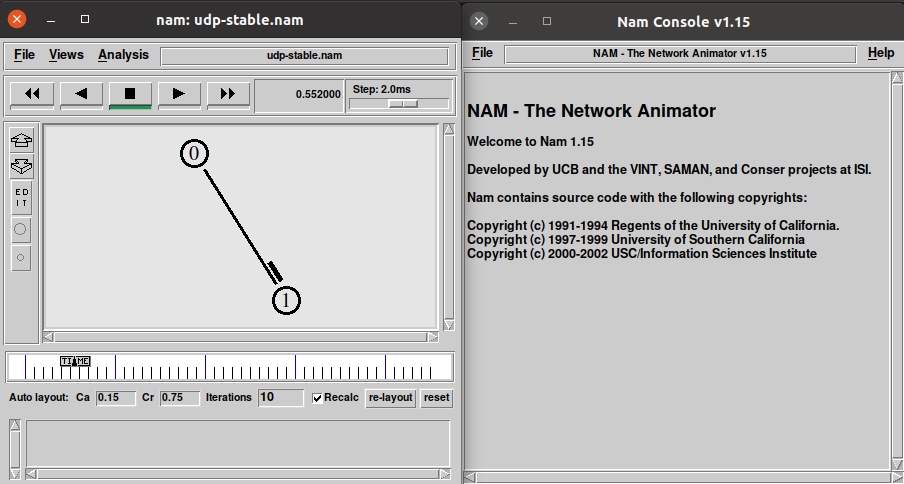 nam: udp-stable.nam
File Views Analysis udp-stable.nam
0.552000 Step: 2.0ms
0
ED
IT
1
TIME
Auto layout: Ca 0.15 Cr 0.75 Iterations 10 Recalc re-layout reset
Nam Console v1.15
File NAM - The Network Animator v1.15 Help
NAM - The Network Animator
Welcome to Nam 1.15
Developed by UCB and the VINT, SAMAN, and Conser projects at ISI.
Nam contains source code with the following copyrights:
Copyright (c) 1991-1994 Regents of the University of California.
Copyright (c) 1997-1999 University of Southern California
Copyright (c) 2000-2002 USC/Information Sciences Institute